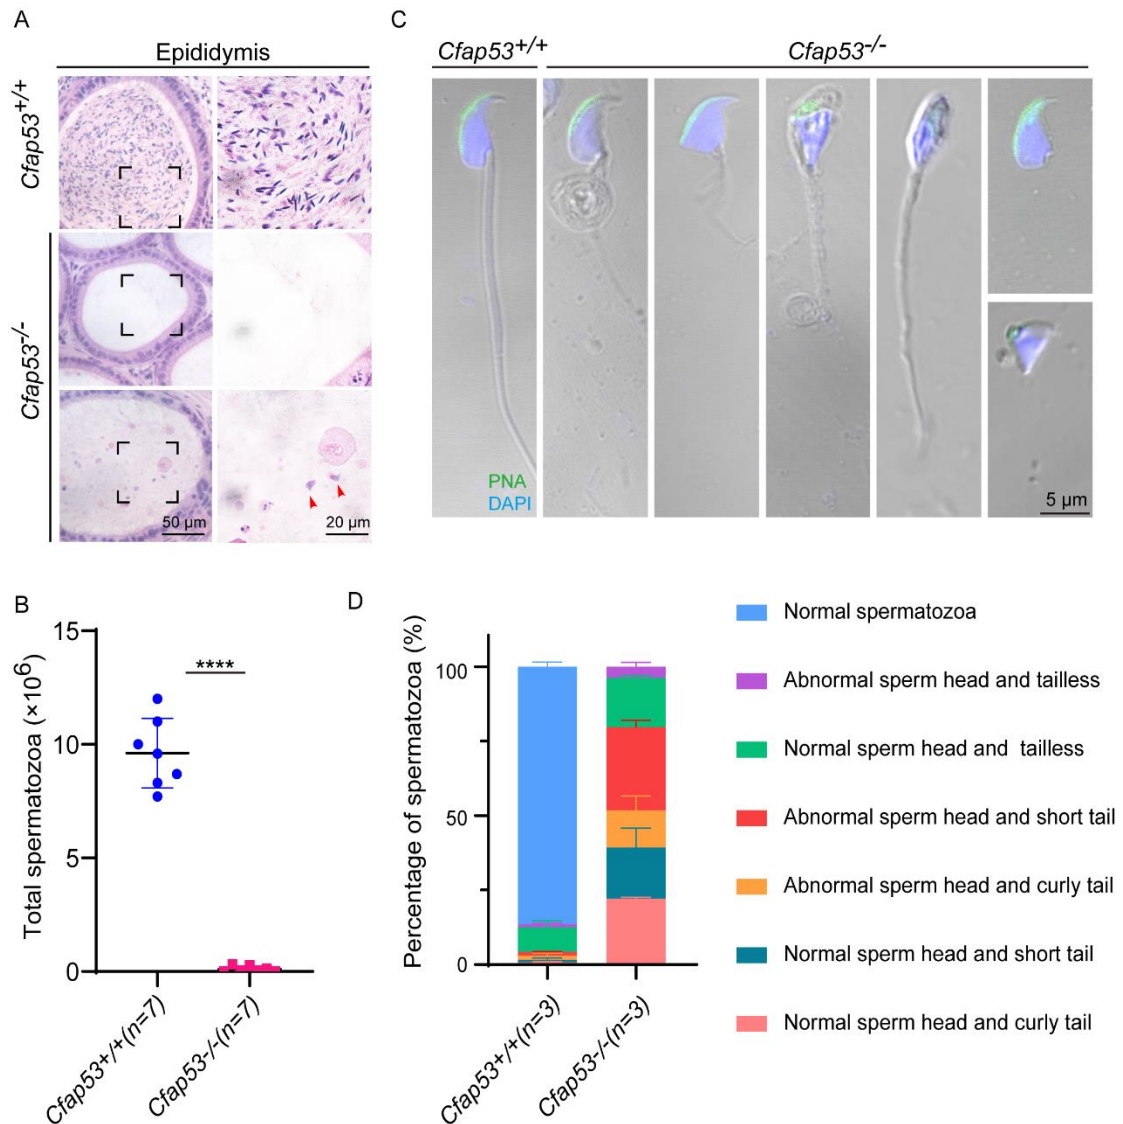 A
Epididymis
Cfap53+/+
Cfap53-/-
50 µm
20 µm
C
Cfap53+/+
Cfap53-/-
PNA
DAPI
5 µm
B
Total spermatozoa (×10⁶)
15
10
5
0
****
Cfap53+/+(n=7)
Cfap53-/-(n=7)
D
Percentage of spermatozoa (%)
100
50
0
Cfap53+/+(n=3)
Cfap53-/-(n=3)
Normal spermatozoa
Abnormal sperm head and tailless
Normal sperm head and tailless
Abnormal sperm head and short tail
Abnormal sperm head and curly tail
Normal sperm head and short tail
Normal sperm head and curly tail